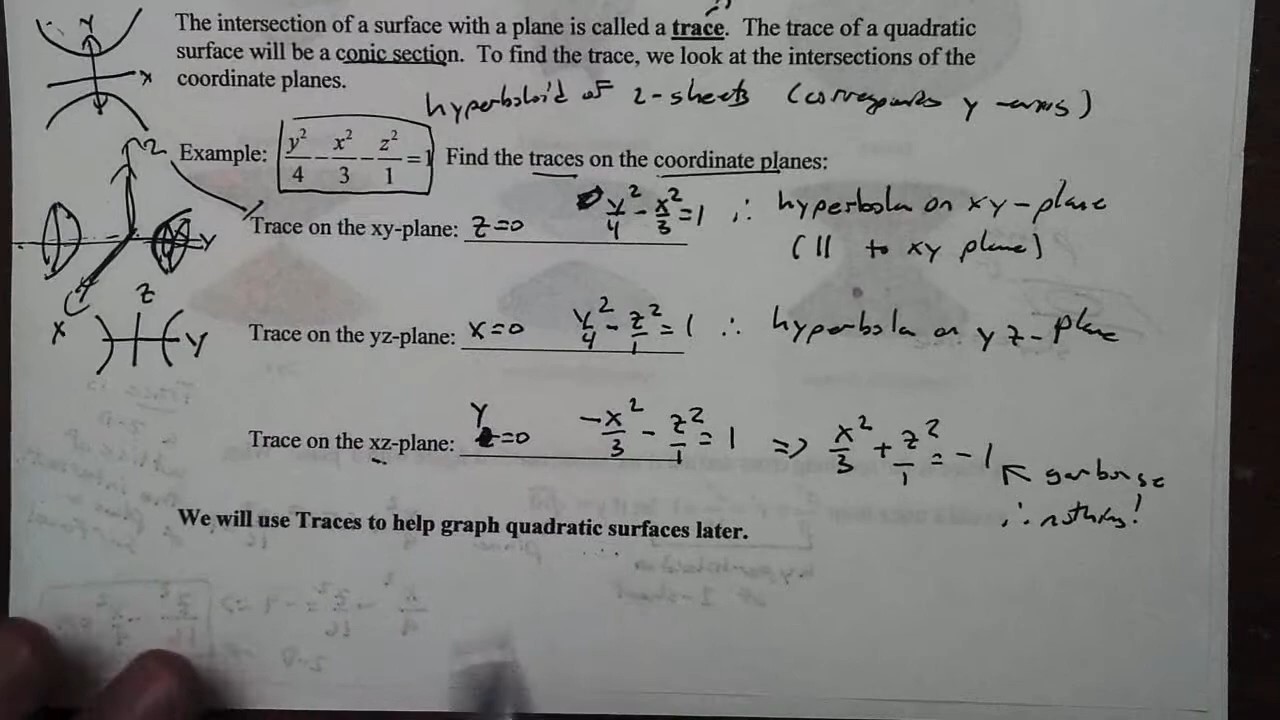 The intersection of a surface with a plane is called a trace. The trace of a quadratic
surface will be a conic section. To find the trace, we look at the intersections of the
coordinate planes.
hyperboloid of 2-sheets (corresponds y-axis)
Example: y²/4 - x²/3 - z²/1 = 1 Find the traces on the coordinate planes:
Trace on the xy-plane: z=0 y²/4 - x²/3 = 1 ∴ hyperbola on xy-plane
(|| to xy plane)
Trace on the yz-plane: x=0 y²/4 - z²/1 = 1 ∴ hyperbola on yz-plane
Trace on the xz-plane: y=0 -x²/3 - z²/1 = 1 => x²/3 + z²/1 = -1 ↖ garbage
∴ nothing!
We will use Traces to help graph quadratic surfaces later.
Y
X
Z
Y
X
Z
Y